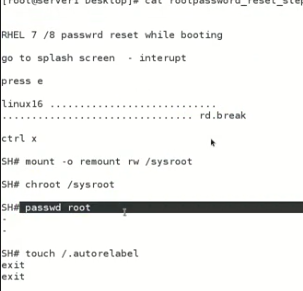 [root@server1 Desktop]# cat rootpassword_reset_step
RHEL 7 /8 passwrd reset while booting
go to splash screen  - interupt
press e
linux16 ...........................
............................... rd.break
ctrl x
SH# mount -o remount rw /sysroot
SH# chroot /sysroot
SH# passwd root
-
-
SH# touch /.autorelabel
exit
exit